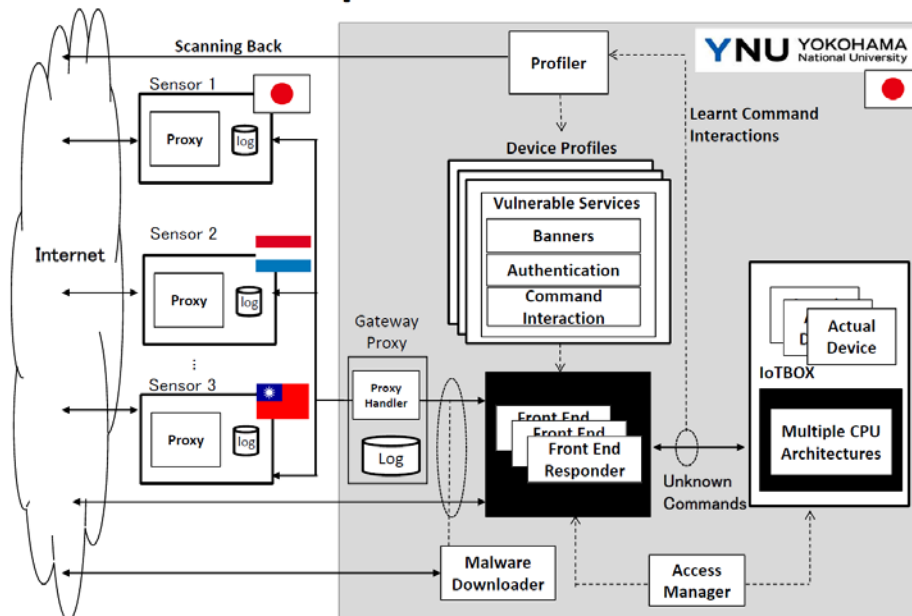 Scanning Back
Profiler
YNU YOKOHAMA
National University
Sensor 1
Proxy
log
Learnt Command
Interactions
Device Profiles
Vulnerable Services
Banners
Authentication
Command
Interaction
Internet
Sensor 2
Proxy
log
Gateway
Proxy
Proxy
Handler
Log
⋮
Sensor 3
Proxy
log
Front End
Front End
Front End
Responder
Actual
Device
IoTBOX
Multiple CPU
Architectures
Unknown
Commands
Malware
Downloader
Access
Manager